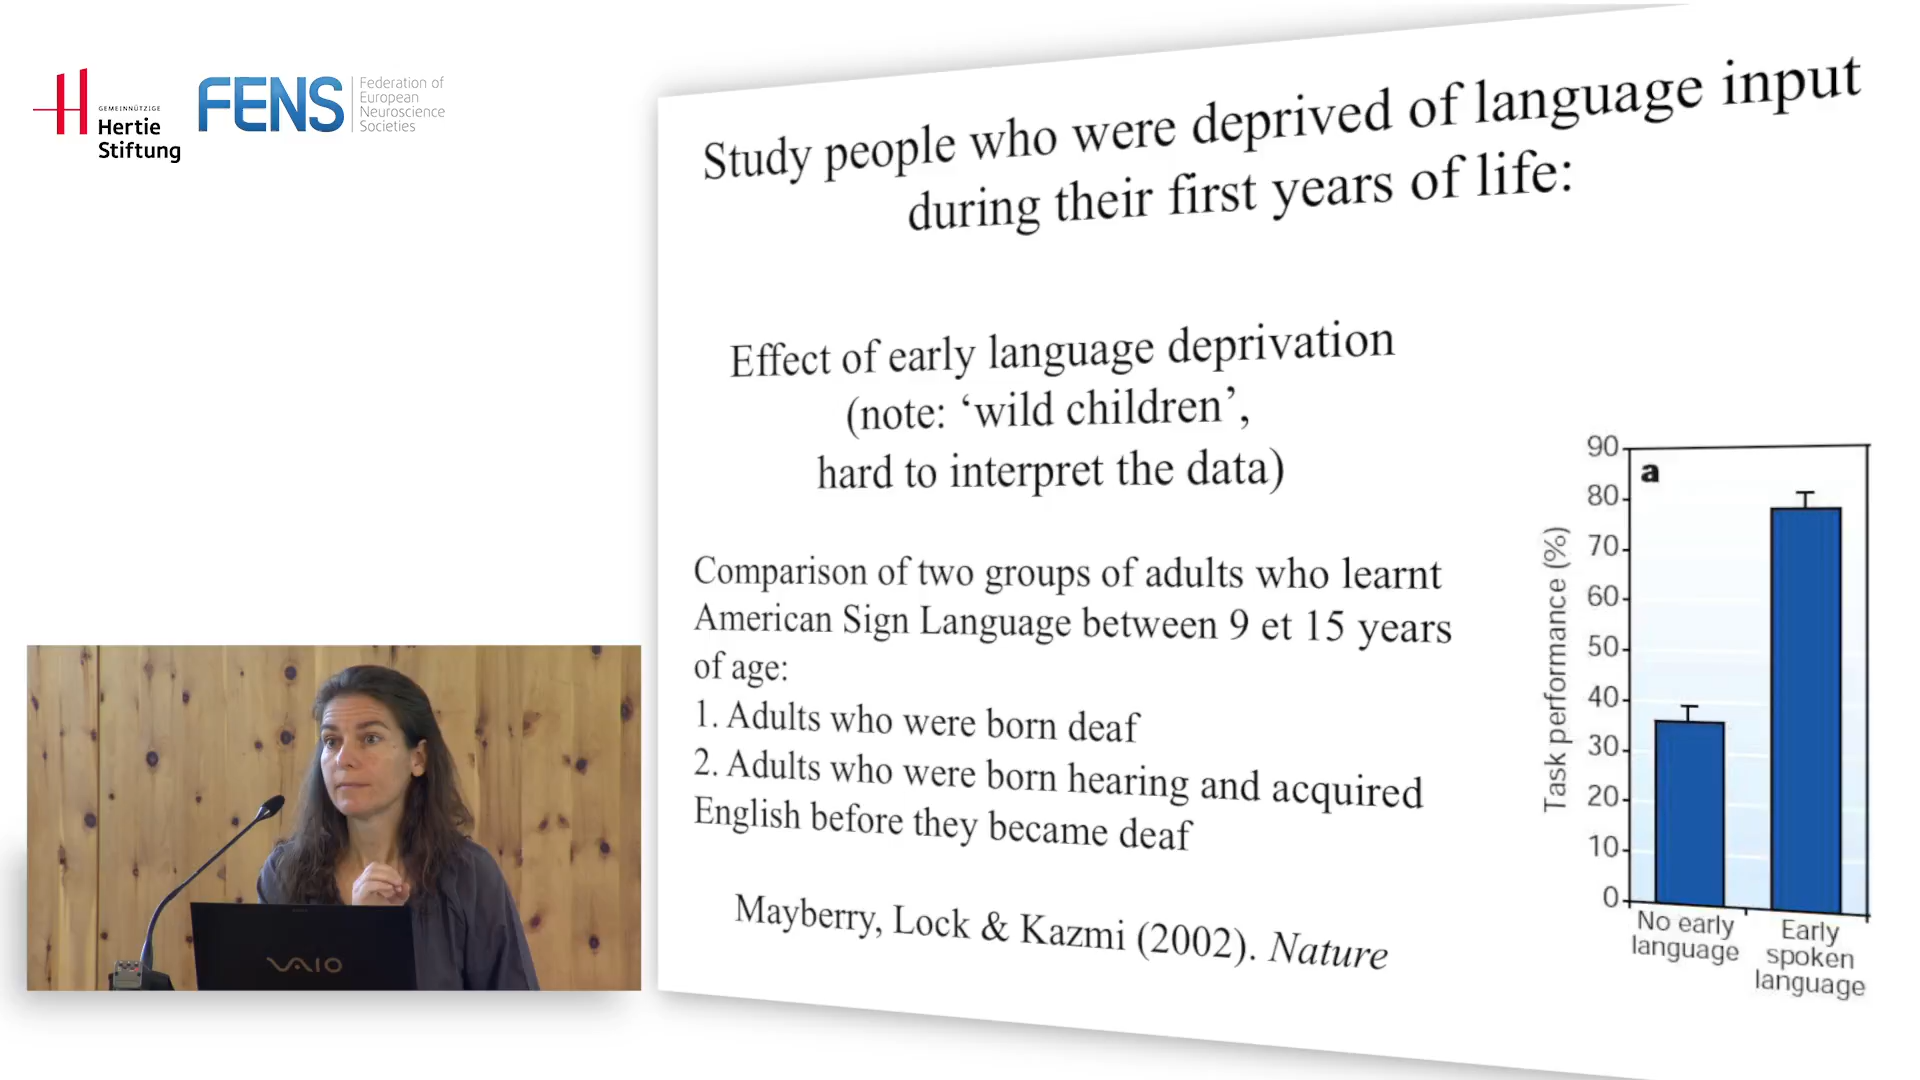 GEMEINNÜTZIGE
Hertie
Stiftung
FENS
Federation of
European
Neuroscience
Societies
Study people who were deprived of language input
during their first years of life:
Effect of early language deprivation
(note: ‘wild children’,
hard to interpret the data)
Comparison of two groups of adults who learnt
American Sign Language between 9 et 15 years
of age:
1. Adults who were born deaf
2. Adults who were born hearing and acquired
English before they became deaf
Mayberry, Lock & Kazmi (2002). Nature
a
Task performance (%)
90
80
70
60
50
40
30
20
10
0
No early
language
Early
spoken
language
VAIO